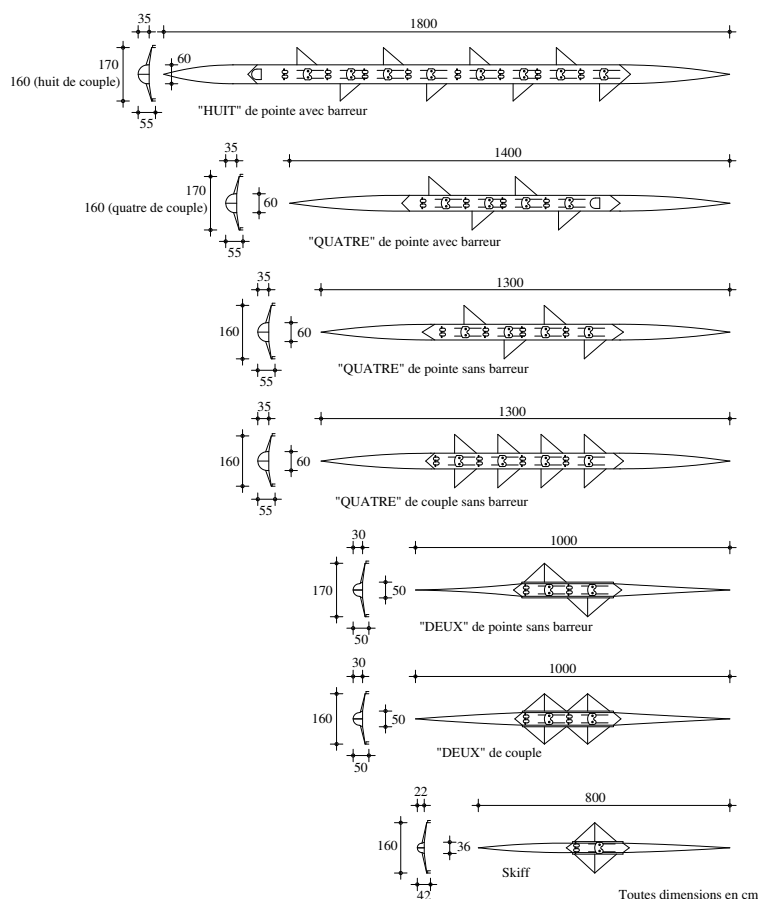 35 1800
170 60
160 (huit de couple)
55
"HUIT" de pointe avec barreur
35 1400
170
160 (quatre de couple) 60
55
"QUATRE" de pointe avec barreur
35 1300
160 60
55
"QUATRE" de pointe sans barreur
35 1300
160 60
55
"QUATRE" de couple sans barreur
30 1000
170 50
50
"DEUX" de pointe sans barreur
30 1000
160 50
50
"DEUX" de couple
22 800
160 36
42
Skiff
Toutes dimensions en cm